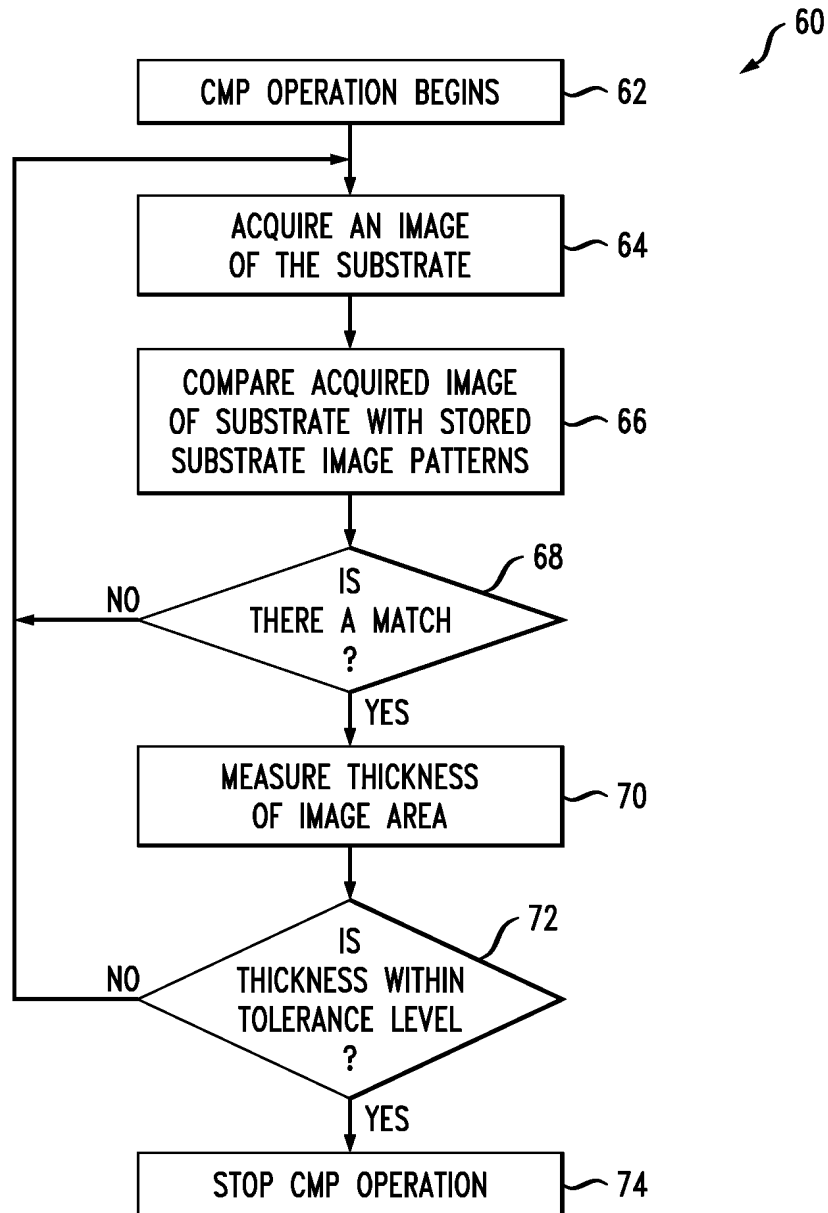 60
CMP OPERATION BEGINS
62
ACQUIRE AN IMAGE
OF THE SUBSTRATE
64
COMPARE ACQUIRED IMAGE
OF SUBSTRATE WITH STORED
SUBSTRATE IMAGE PATTERNS
66
68
IS
THERE A MATCH
?
NO
YES
MEASURE THICKNESS
OF IMAGE AREA
70
72
IS
THICKNESS WITHIN
TOLERANCE LEVEL
?
NO
YES
STOP CMP OPERATION
74